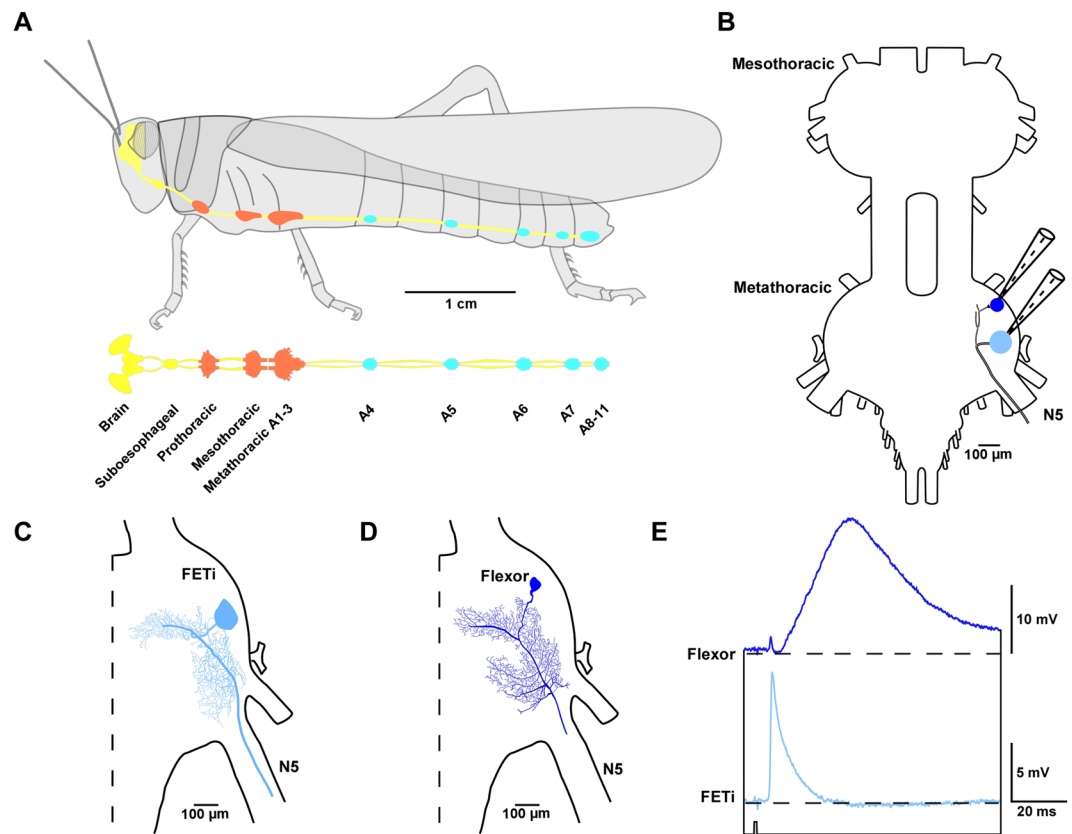 A
1 cm
Brain
Suboesophageal
Prothoracic
Mesothoracic
Metathoracic A1-3
A4
A5
A6
A7
A8-11
B
Mesothoracic
Metathoracic
N5
100 µm
C
FETi
N5
100 µm
D
Flexor
N5
100 µm
E
10 mV
Flexor
5 mV
FETi
20 ms